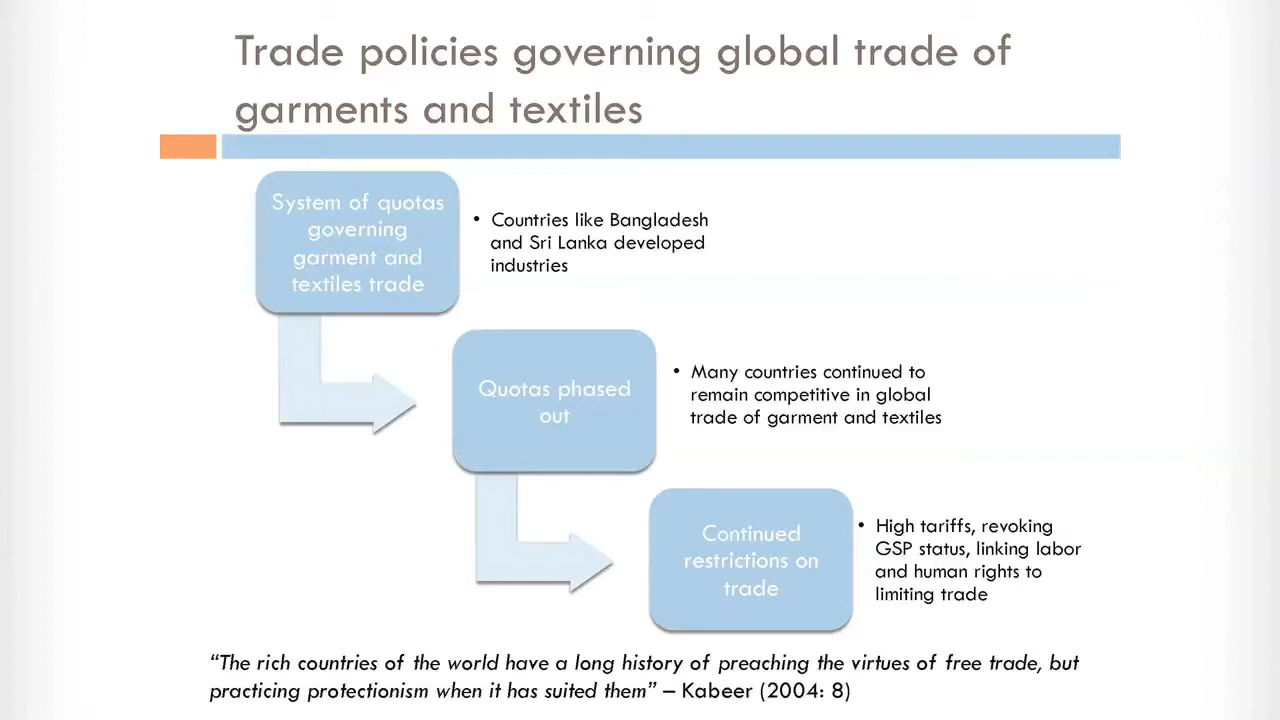 Trade policies governing global trade of
garments and textiles
System of quotas
governing
garment and
textiles trade
• Countries like Bangladesh
and Sri Lanka developed
industries
Quotas phased
out
• Many countries continued to
remain competitive in global
trade of garment and textiles
Continued
restrictions on
trade
• High tariffs, revoking
GSP status, linking labor
and human rights to
limiting trade
“The rich countries of the world have a long history of preaching the virtues of free trade, but
practicing protectionism when it has suited them” – Kabeer (2004: 8)